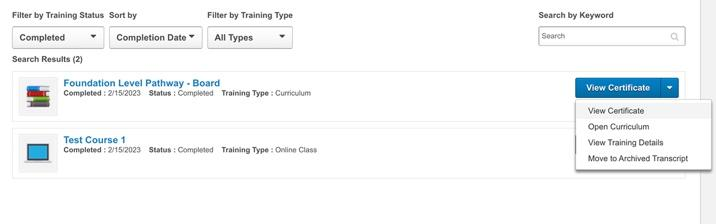 Filter by Training Status Sort by Filter by Training Type Search by Keyword
Completed Completion Date All Types Search
Search Results (2)
Foundation Level Pathway - Board
Completed : 2/15/2023 Status : Completed Training Type : Curriculum
View Certificate
View Certificate
Open Curriculum
View Training Details
Move to Archived Transcript
Test Course 1
Completed : 2/15/2023 Status : Completed Training Type : Online Class